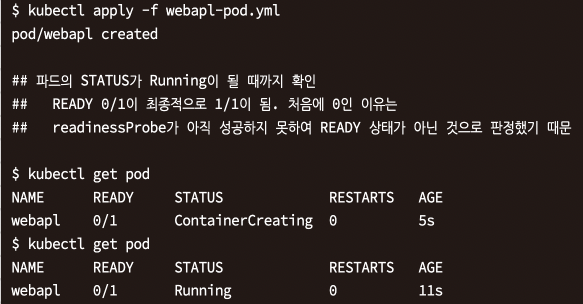 $ kubectl apply -f webapl-pod.yml
pod/webapl created
## 파드의 STATUS가 Running이 될 때까지 확인
## READY 0/1이 최종적으로 1/1이 됨. 처음에 0인 이유는
## readinessProbe가 아직 성공하지 못하여 READY 상태가 아닌 것으로 판정했기 때문
$ kubectl get pod
NAME READY STATUS RESTARTS AGE
webapl 0/1 ContainerCreating 0 5s
$ kubectl get pod
NAME READY STATUS RESTARTS AGE
webapl 0/1 Running 0 11s